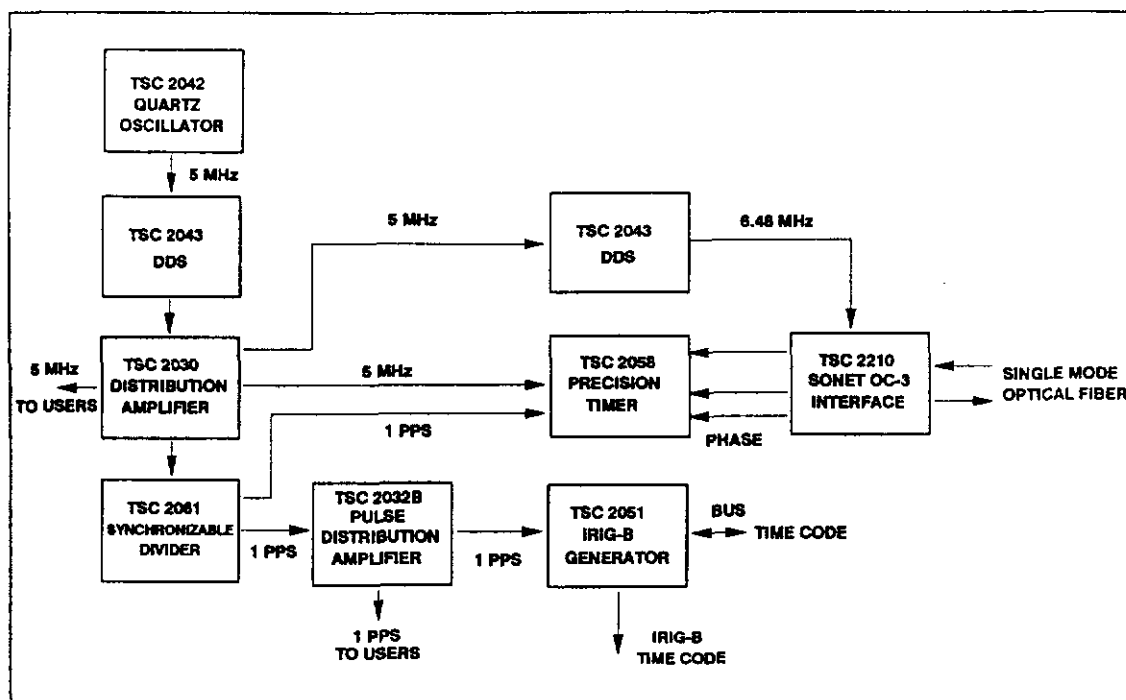 TSC 2042
QUARTZ
OSCILLATOR
5 MHz
TSC 2043
DDS
5 MHz
TSC 2043
DDS
6.48 MHz
TSC 2030
DISTRIBUTION
AMPLIFIER
5 MHz
TO USERS
5 MHz
TSC 2058
PRECISION
TIMER
TSC 2210
SONET OC-3
INTERFACE
SINGLE MODE
OPTICAL FIBER
1 PPS
PHASE
TSC 2061
SYNCHRONIZABLE
DIVIDER
1 PPS
TSC 2032B
PULSE
DISTRIBUTION
AMPLIFIER
1 PPS
TSC 2051
IRIG-B
GENERATOR
BUS
TIME CODE
1 PPS
TO USERS
IRIG-B
TIME CODE